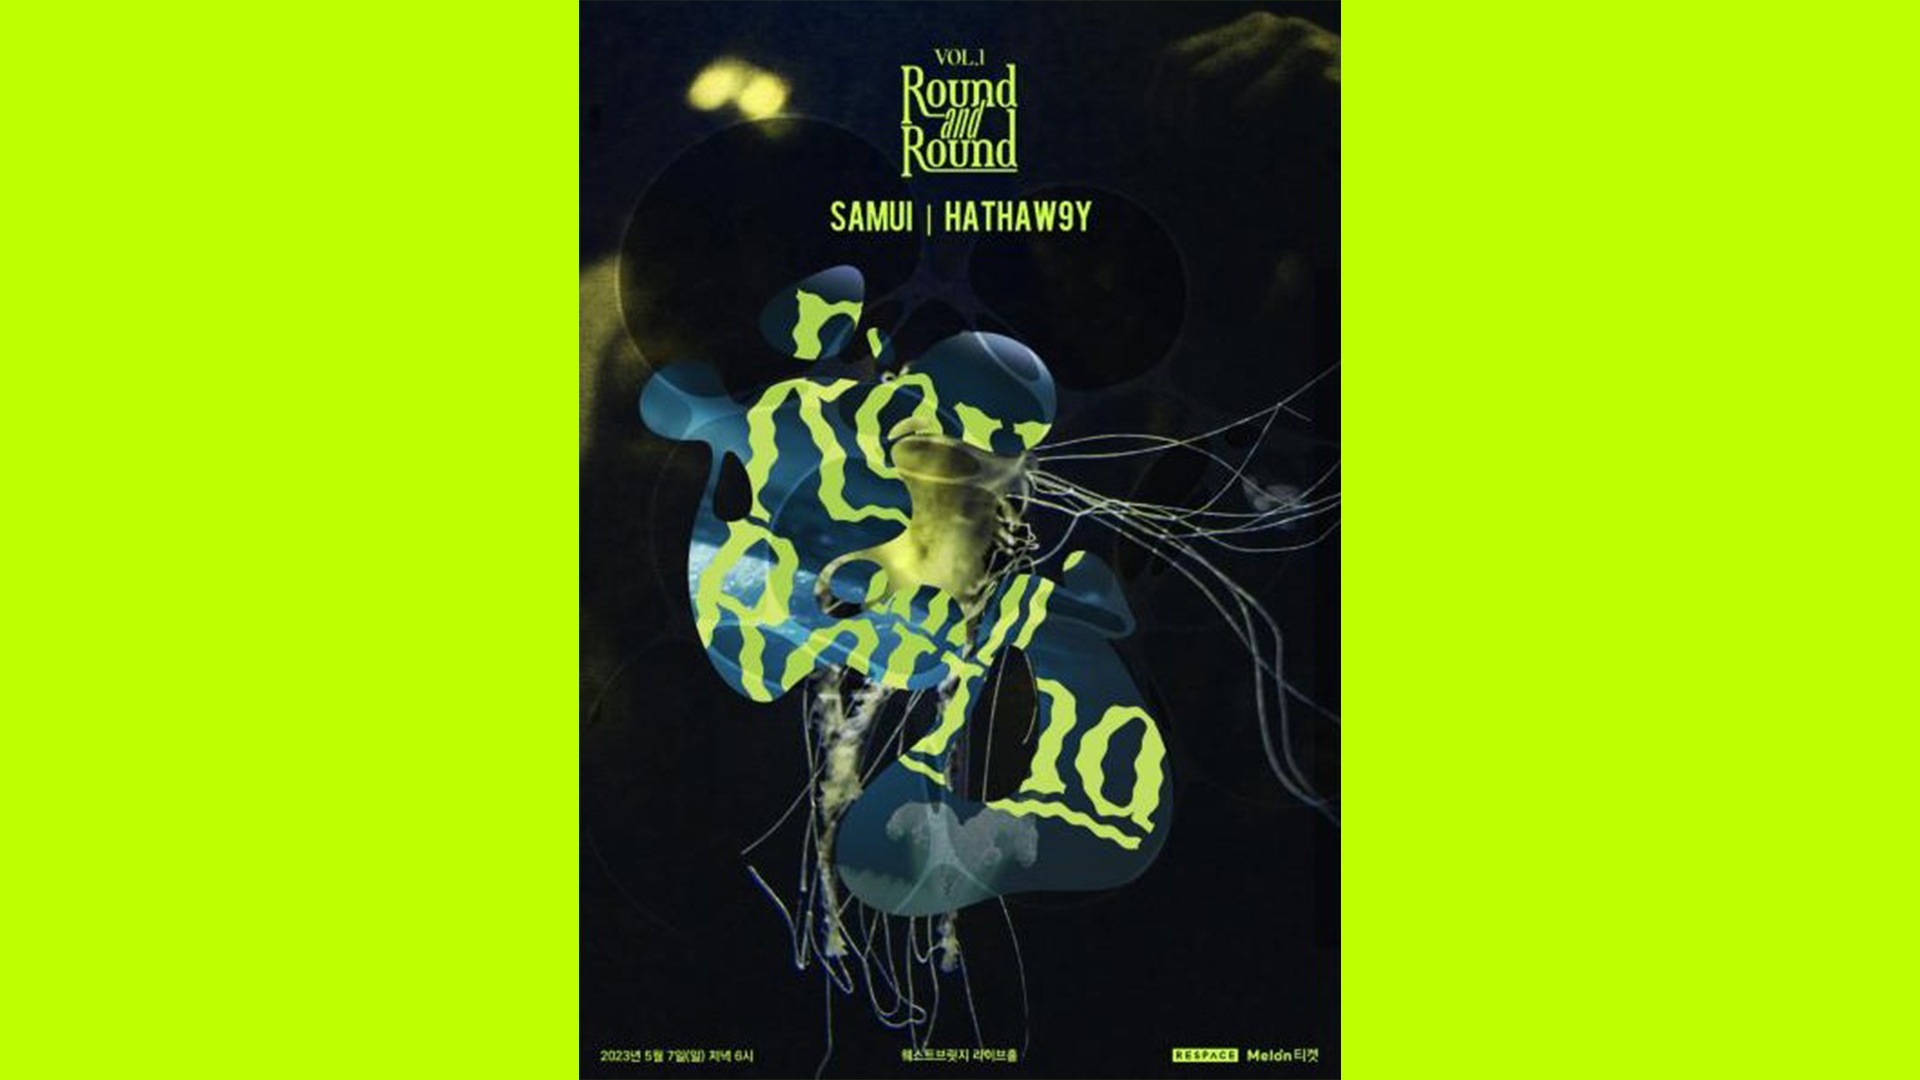 VOL.1
Round
and
Round
SAMUI | HATHAW9Y
2023년 5월 7일(일) 저녁 6시
웨스트브릿지 라이브홀
RESPACE Melon티켓